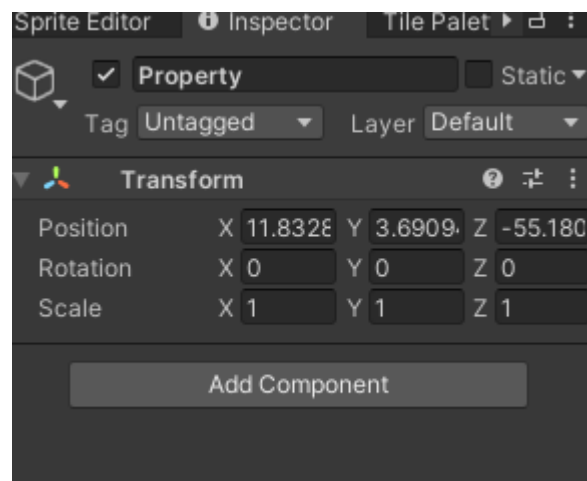 Sprite Editor Inspector Tile Palet
Property Static
Tag Untagged Layer Default
Transform
Position X 11.8328 Y 3.69094 Z -55.180
Rotation X 0 Y 0 Z 0
Scale X 1 Y 1 Z 1
Add Component